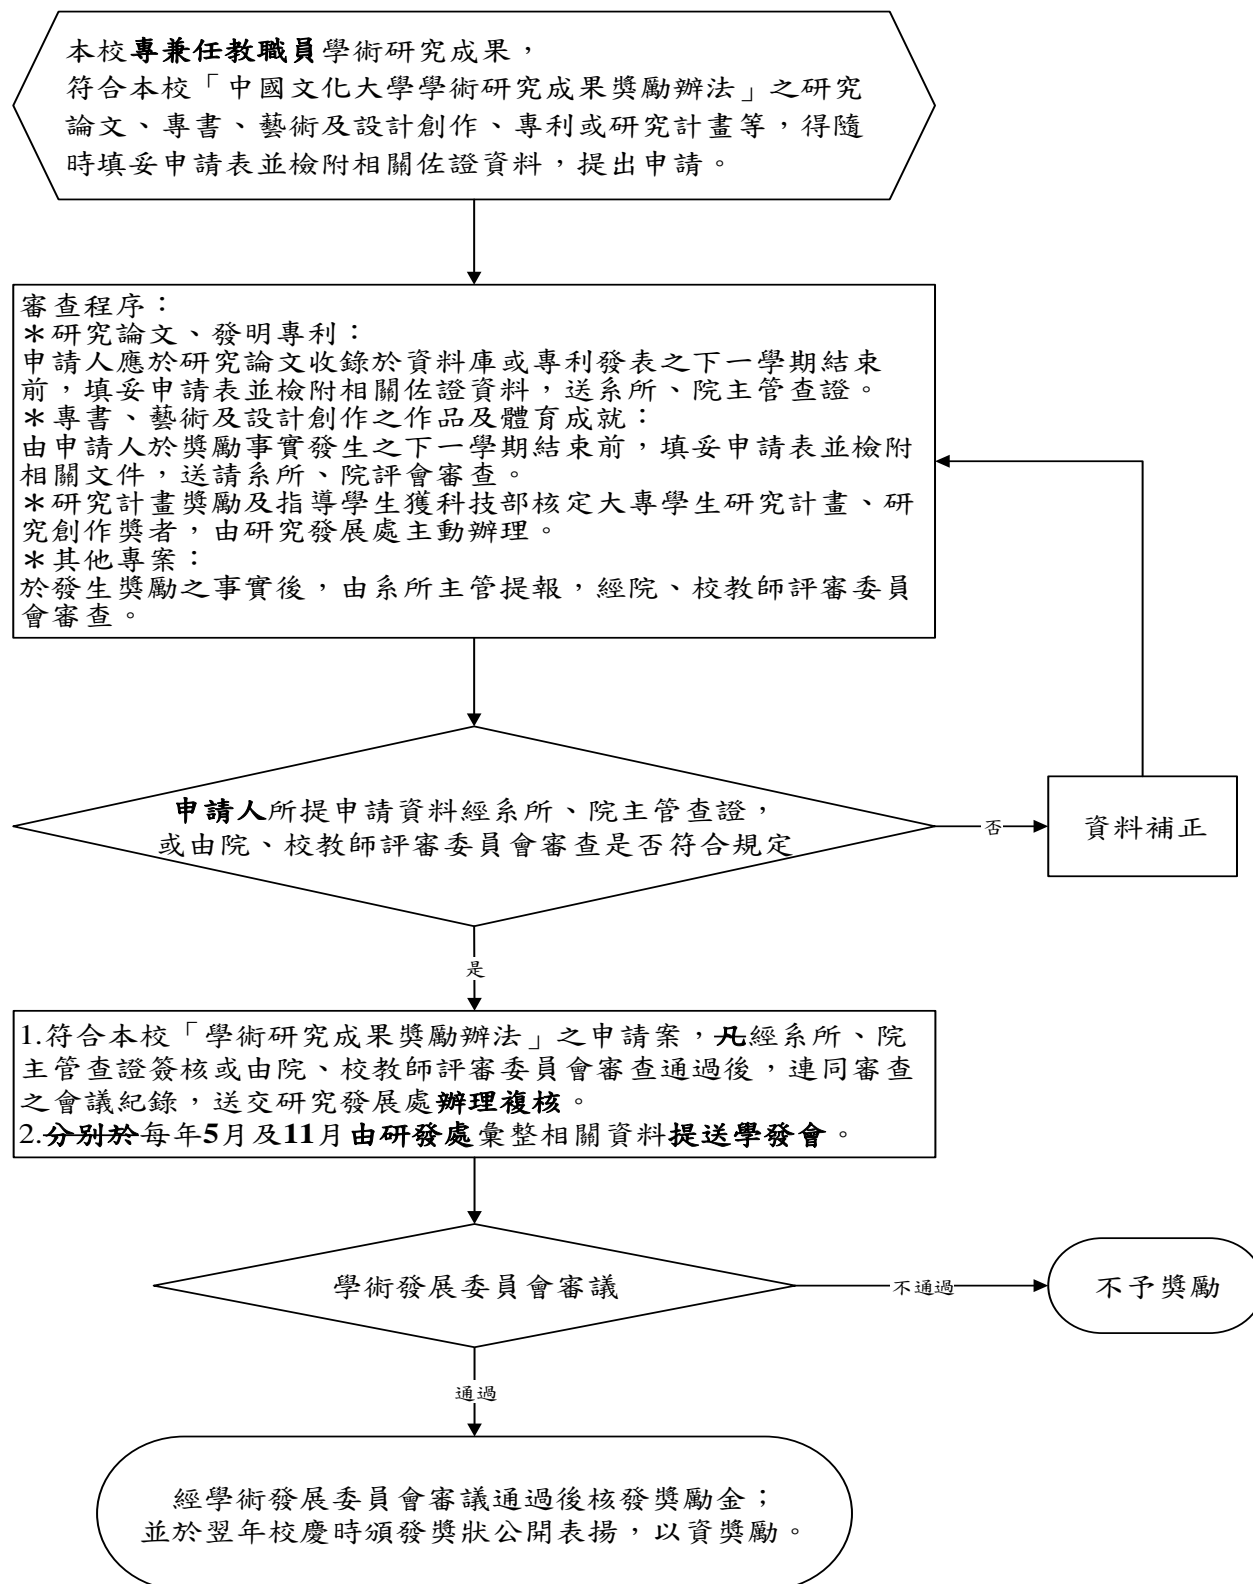 本校專兼任教職員學術研究成果，
符合本校「中國文化大學學術研究成果獎勵辦法」之研究
論文、專書、藝術及設計創作、專利或研究計畫等，得隨
時填妥申請表並檢附相關佐證資料，提出申請。
審查程序：
＊研究論文、發明專利：
申請人應於研究論文收錄於資料庫或專利發表之下一學期結束
前，填妥申請表並檢附相關佐證資料，送系所、院主管查證。
＊專書、藝術及設計創作之作品及體育成就：
由申請人於獎勵事實發生之下一學期結束前，填妥申請表並檢附
相關文件，送請系所、院評會審查。
＊研究計畫獎勵及指導學生獲科技部核定大專學生研究計畫、研
究創作獎者，由研究發展處主動辦理。
＊其他專案：
於發生獎勵之事實後，由系所主管提報，經院、校教師評審委員
會審查。
申請人所提申請資料經系所、院主管查證，
或由院、校教師評審委員會審查是否符合規定
否
資料補正
是
1.符合本校「學術研究成果獎勵辦法」之申請案，凡經系所、院
主管查證簽核或由院、校教師評審委員會審查通過後，連同審查
之會議紀錄，送交研究發展處辦理複核。
2.分別於每年5月及11月由研發處彙整相關資料提送學發會。
學術發展委員會審議
不通過
不予獎勵
通過
經學術發展委員會審議通過後核發獎勵金；
並於翌年校慶時頒發獎狀公開表揚，以資獎勵。